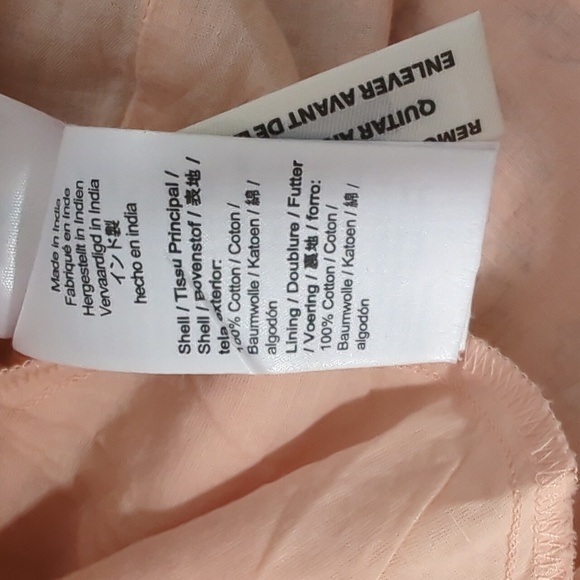 Made in India
Fabriqué en Inde
Hergestellt in Indien
Vervaardigd in India
インド製
hecho en india
Shell / Tissu Principal /
Shell / Bovenstof / 表地 /
tela exterior:
100% Cotton / Coton /
Baumwolle / Katoen / 綿 /
algodón
Lining / Doublure / Futter
/ Voering / 裏地 / forro:
100% Cotton / Coton /
Baumwolle / Katoen / 綿 /
algodón
QUITAR
ENLEVER AVANT DE